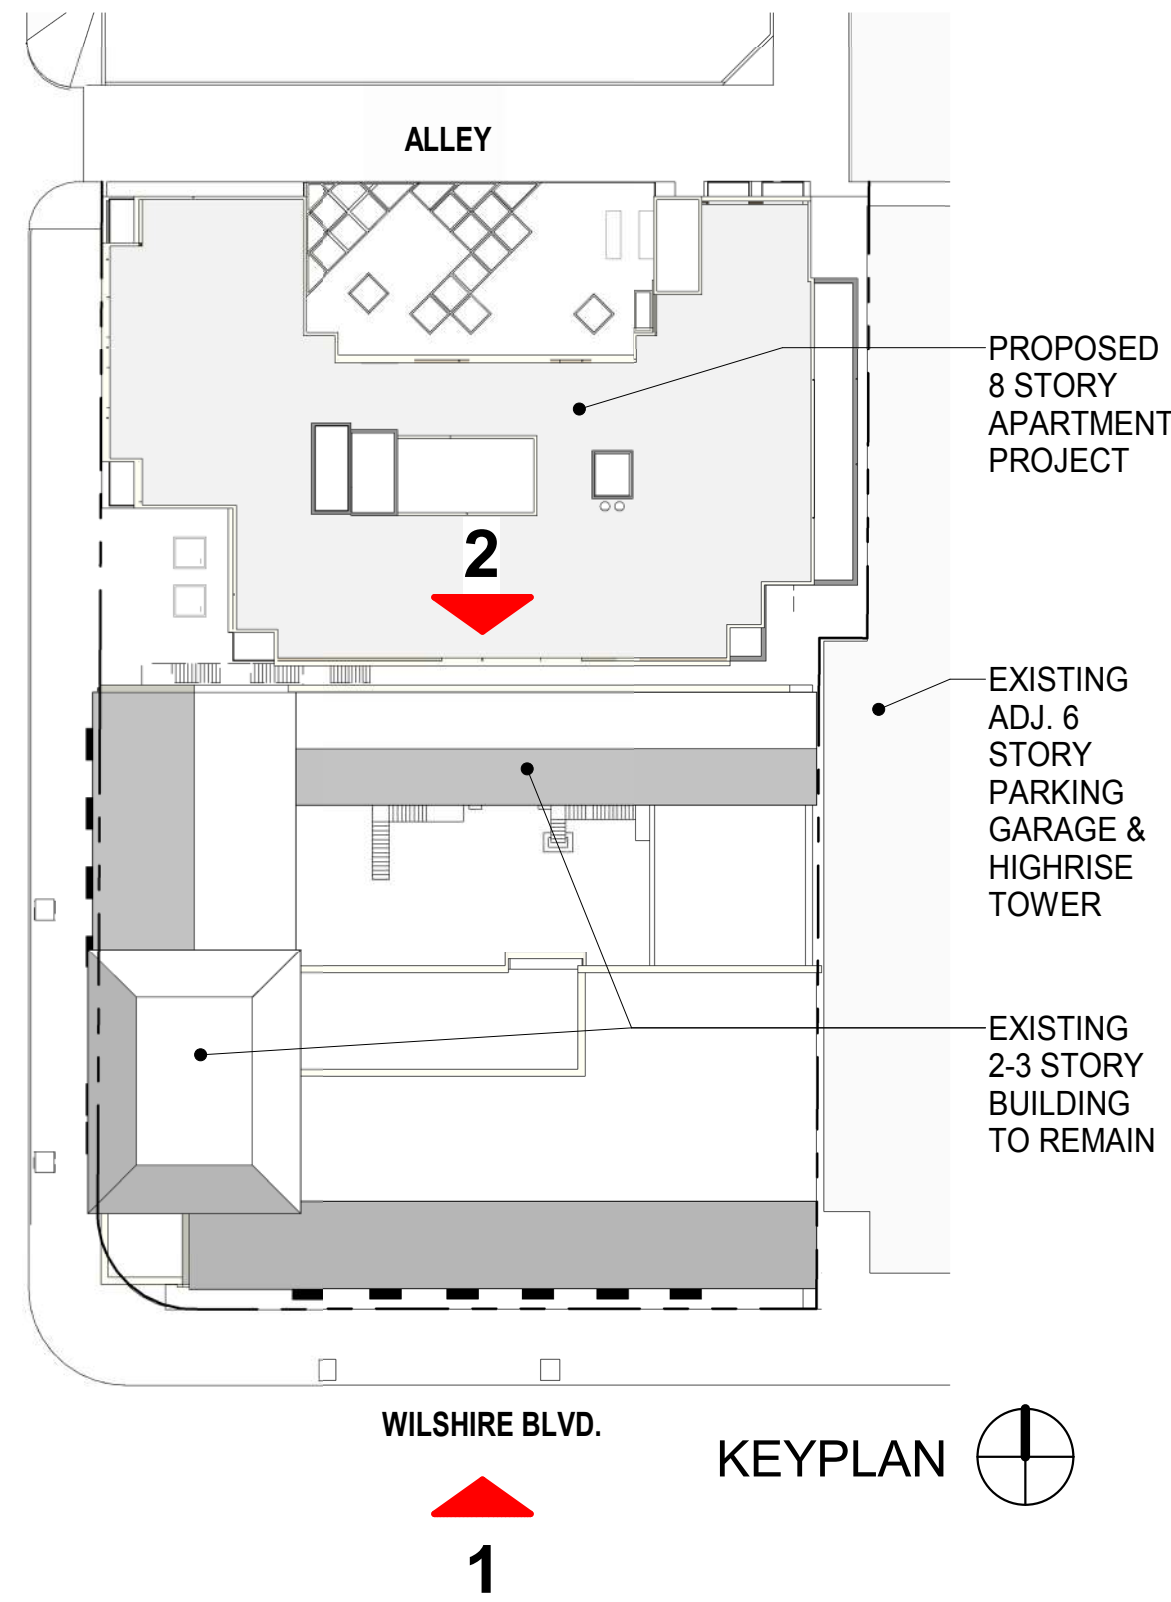 ALLEY
PROPOSED
8 STORY
APARTMENT
PROJECT
2
EXISTING
ADJ. 6
STORY
PARKING
GARAGE &
HIGHRISE
TOWER
EXISTING
2-3 STORY
BUILDING
TO REMAIN
WILSHIRE BLVD.
KEYPLAN
1